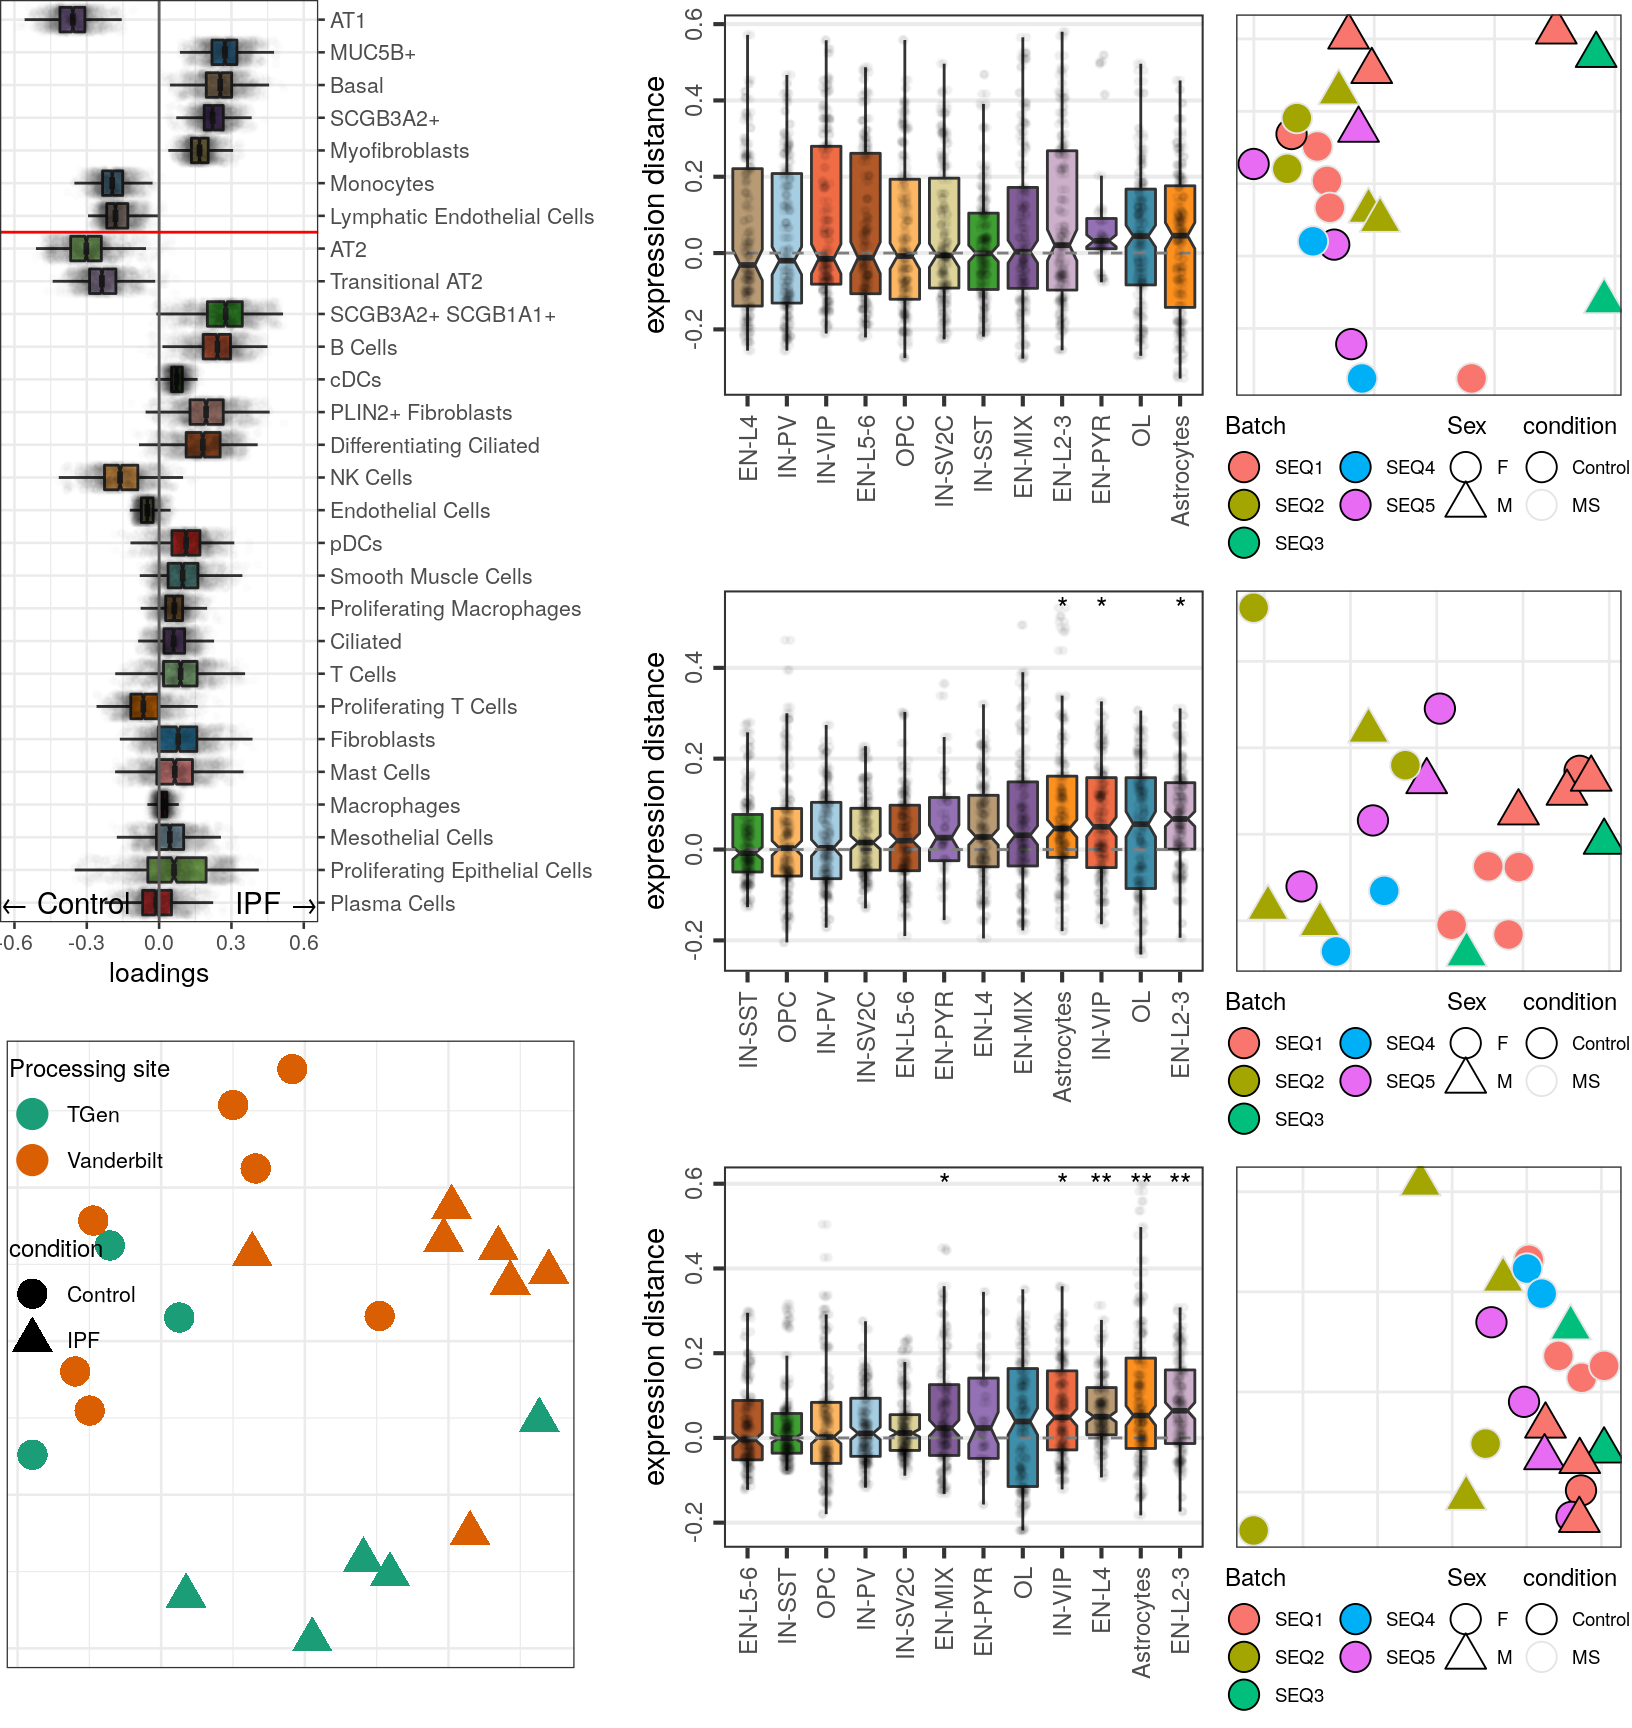 AT1
MUC5B+
Basal
SCGB3A2+
Myofibroblasts
Monocytes
Lymphatic Endothelial Cells
AT2
Transitional AT2
SCGB3A2+ SCGB1A1+
B Cells
cDCs
PLIN2+ Fibroblasts
Differentiating Ciliated
NK Cells
Endothelial Cells
pDCs
Smooth Muscle Cells
Proliferating Macrophages
Ciliated
T Cells
Proliferating T Cells
Fibroblasts
Mast Cells
Macrophages
Mesothelial Cells
Proliferating Epithelial Cells
Plasma Cells
← Control IPF →
-0.6 -0.3 0.0 0.3 0.6
loadings
Processing site
TGen
Vanderbilt
condition
Control
IPF
expression distance
0.6
0.4
0.2
0.0
-0.2
EN-L4 IN-PV IN-VIP EN-L5-6 OPC IN-SV2C IN-SST EN-MIX EN-L2-3 EN-PYR OL Astrocytes
Batch Sex condition
SEQ1 SEQ4 F Control
SEQ2 SEQ5 M MS
SEQ3
expression distance
* * *
0.4
0.2
0.0
-0.2
IN-SST OPC IN-PV IN-SV2C EN-L5-6 EN-PYR EN-L4 EN-MIX Astrocytes IN-VIP OL EN-L2-3
Batch Sex condition
SEQ1 SEQ4 F Control
SEQ2 SEQ5 M MS
SEQ3
expression distance
* * ** ** **
0.6
0.4
0.2
0.0
-0.2
EN-L5-6 IN-SST OPC IN-PV IN-SV2C EN-MIX EN-PYR OL IN-VIP EN-L4 Astrocytes EN-L2-3
Batch Sex condition
SEQ1 SEQ4 F Control
SEQ2 SEQ5 M MS
SEQ3